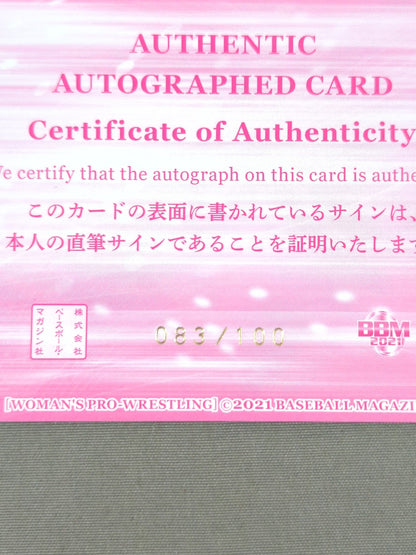 AUTHENTIC
AUTOGRAPHED CARD
Certificate of Authenticity
e certify that the autograph on this card is authe
このカードの表面に書かれているサインは、
本人の直筆サインであることを証明いたします
株式会社
ベースボール・
マガジン社
083/100
BBM
2021
[WOMAN'S PRO-WRESTLING] ©2021 BASEBALL MAGAZI